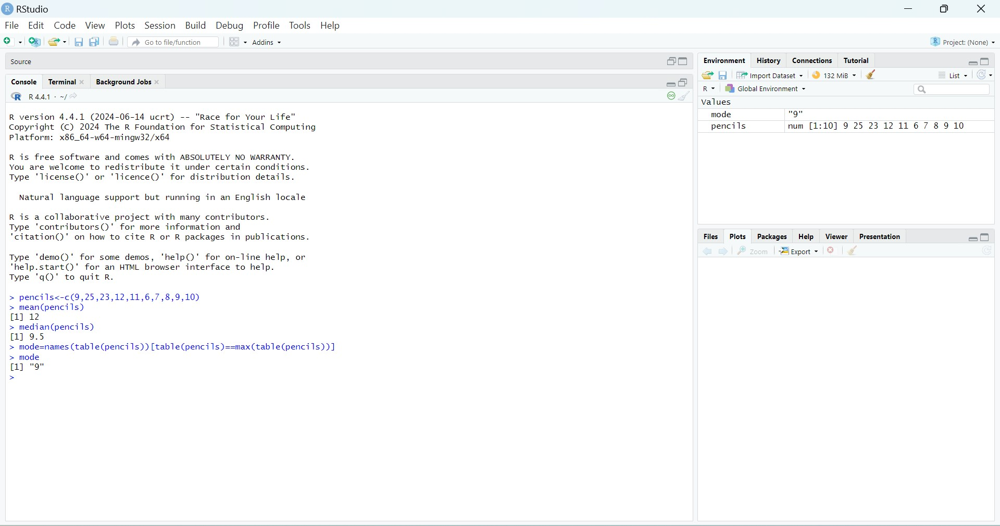 RStudio
File Edit Code View Plots Session Build Debug Profile Tools Help
Go to file/function Addins Project: (None)
Source
Console Terminal Background Jobs
R 4.4.1 · ~/
R version 4.4.1 (2024-06-14 ucrt) -- "Race for Your Life"
Copyright (C) 2024 The R Foundation for Statistical Computing
Platform: x86_64-w64-mingw32/x64
R is free software and comes with ABSOLUTELY NO WARRANTY.
You are welcome to redistribute it under certain conditions.
Type 'license()' or 'licence()' for distribution details.
Natural language support but running in an English locale
R is a collaborative project with many contributors.
Type 'contributors()' for more information and
'citation()' on how to cite R or R packages in publications.
Type 'demo()' for some demos, 'help()' for on-line help, or
'help.start()' for an HTML browser interface to help.
Type 'q()' to quit R.
> pencils<-c(9,25,23,12,11,6,7,8,9,10)
> mean(pencils)
[1] 12
> median(pencils)
[1] 9.5
> mode=names(table(pencils))[table(pencils)==max(table(pencils))]
> mode
[1] "9"
>
Environment History Connections Tutorial
Import Dataset 132 MiB List
R Global Environment
Values
mode "9"
pencils num [1:10] 9 25 23 12 11 6 7 8 9 10
Files Plots Packages Help Viewer Presentation
Zoom Export